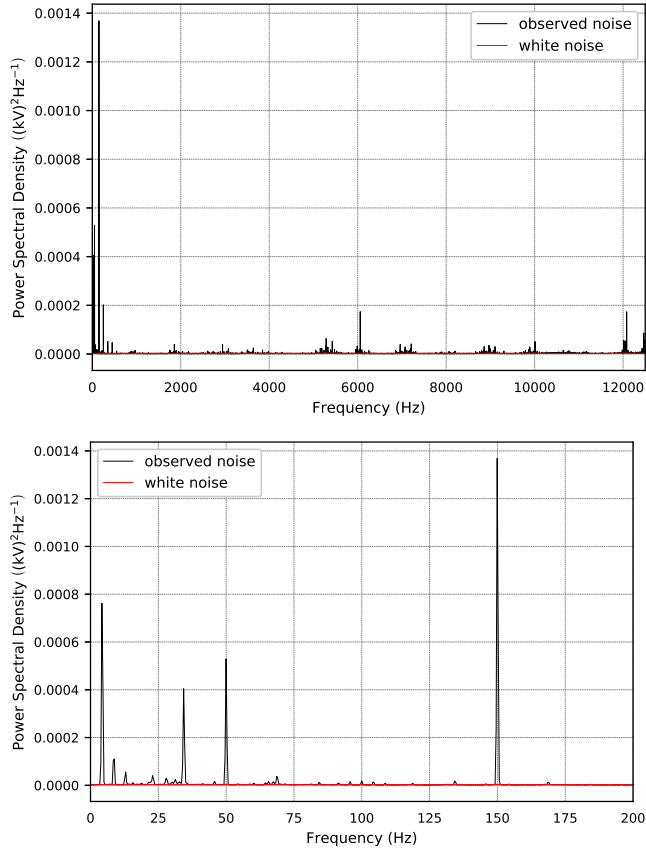 0.0014
0.0012
0.0010
0.0008
0.0006
0.0004
0.0002
0.0000
Power Spectral Density ((kV)²Hz⁻¹)
observed noise
white noise
0 2000 4000 6000 8000 10000 12000
Frequency (Hz)
0.0014
0.0012
0.0010
0.0008
0.0006
0.0004
0.0002
0.0000
Power Spectral Density ((kV)²Hz⁻¹)
observed noise
white noise
0 25 50 75 100 125 150 175 200
Frequency (Hz)